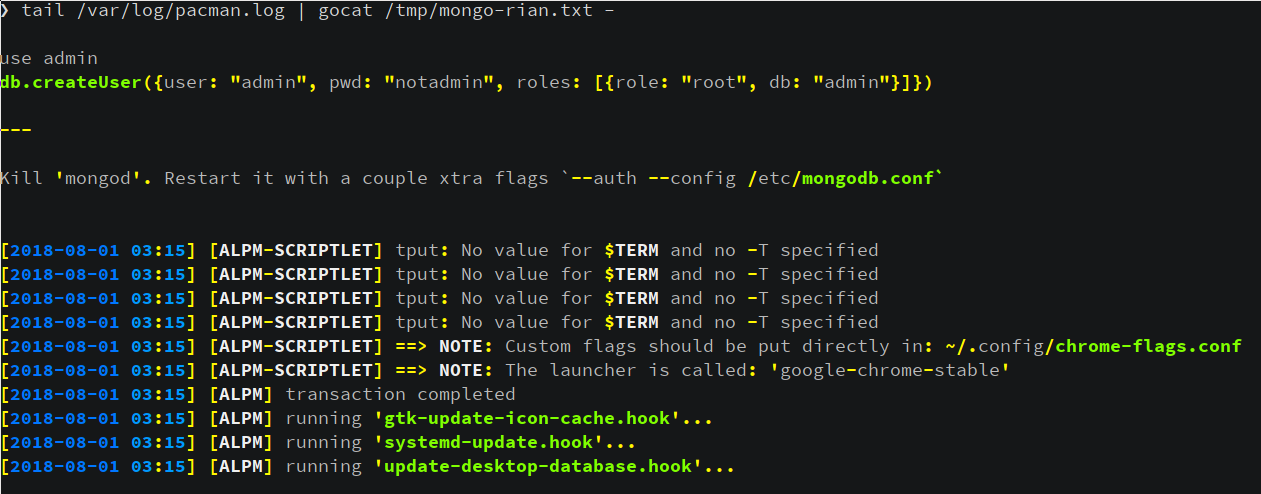 ❯ tail /var/log/pacman.log | gocat /tmp/mongo-rian.txt -
use admin
db.createUser({user: "admin", pwd: "notadmin", roles: [{role: "root", db: "admin"}]})
---
Kill 'mongod'. Restart it with a couple xtra flags `--auth --config /etc/mongodb.conf`
[2018-08-01 03:15] [ALPM-SCRIPTLET] tput: No value for $TERM and no -T specified
[2018-08-01 03:15] [ALPM-SCRIPTLET] tput: No value for $TERM and no -T specified
[2018-08-01 03:15] [ALPM-SCRIPTLET] tput: No value for $TERM and no -T specified
[2018-08-01 03:15] [ALPM-SCRIPTLET] tput: No value for $TERM and no -T specified
[2018-08-01 03:15] [ALPM-SCRIPTLET] ==> NOTE: Custom flags should be put directly in: ~/.config/chrome-flags.conf
[2018-08-01 03:15] [ALPM-SCRIPTLET] ==> NOTE: The launcher is called: 'google-chrome-stable'
[2018-08-01 03:15] [ALPM] transaction completed
[2018-08-01 03:15] [ALPM] running 'gtk-update-icon-cache.hook'...
[2018-08-01 03:15] [ALPM] running 'systemd-update.hook'...
[2018-08-01 03:15] [ALPM] running 'update-desktop-database.hook'...